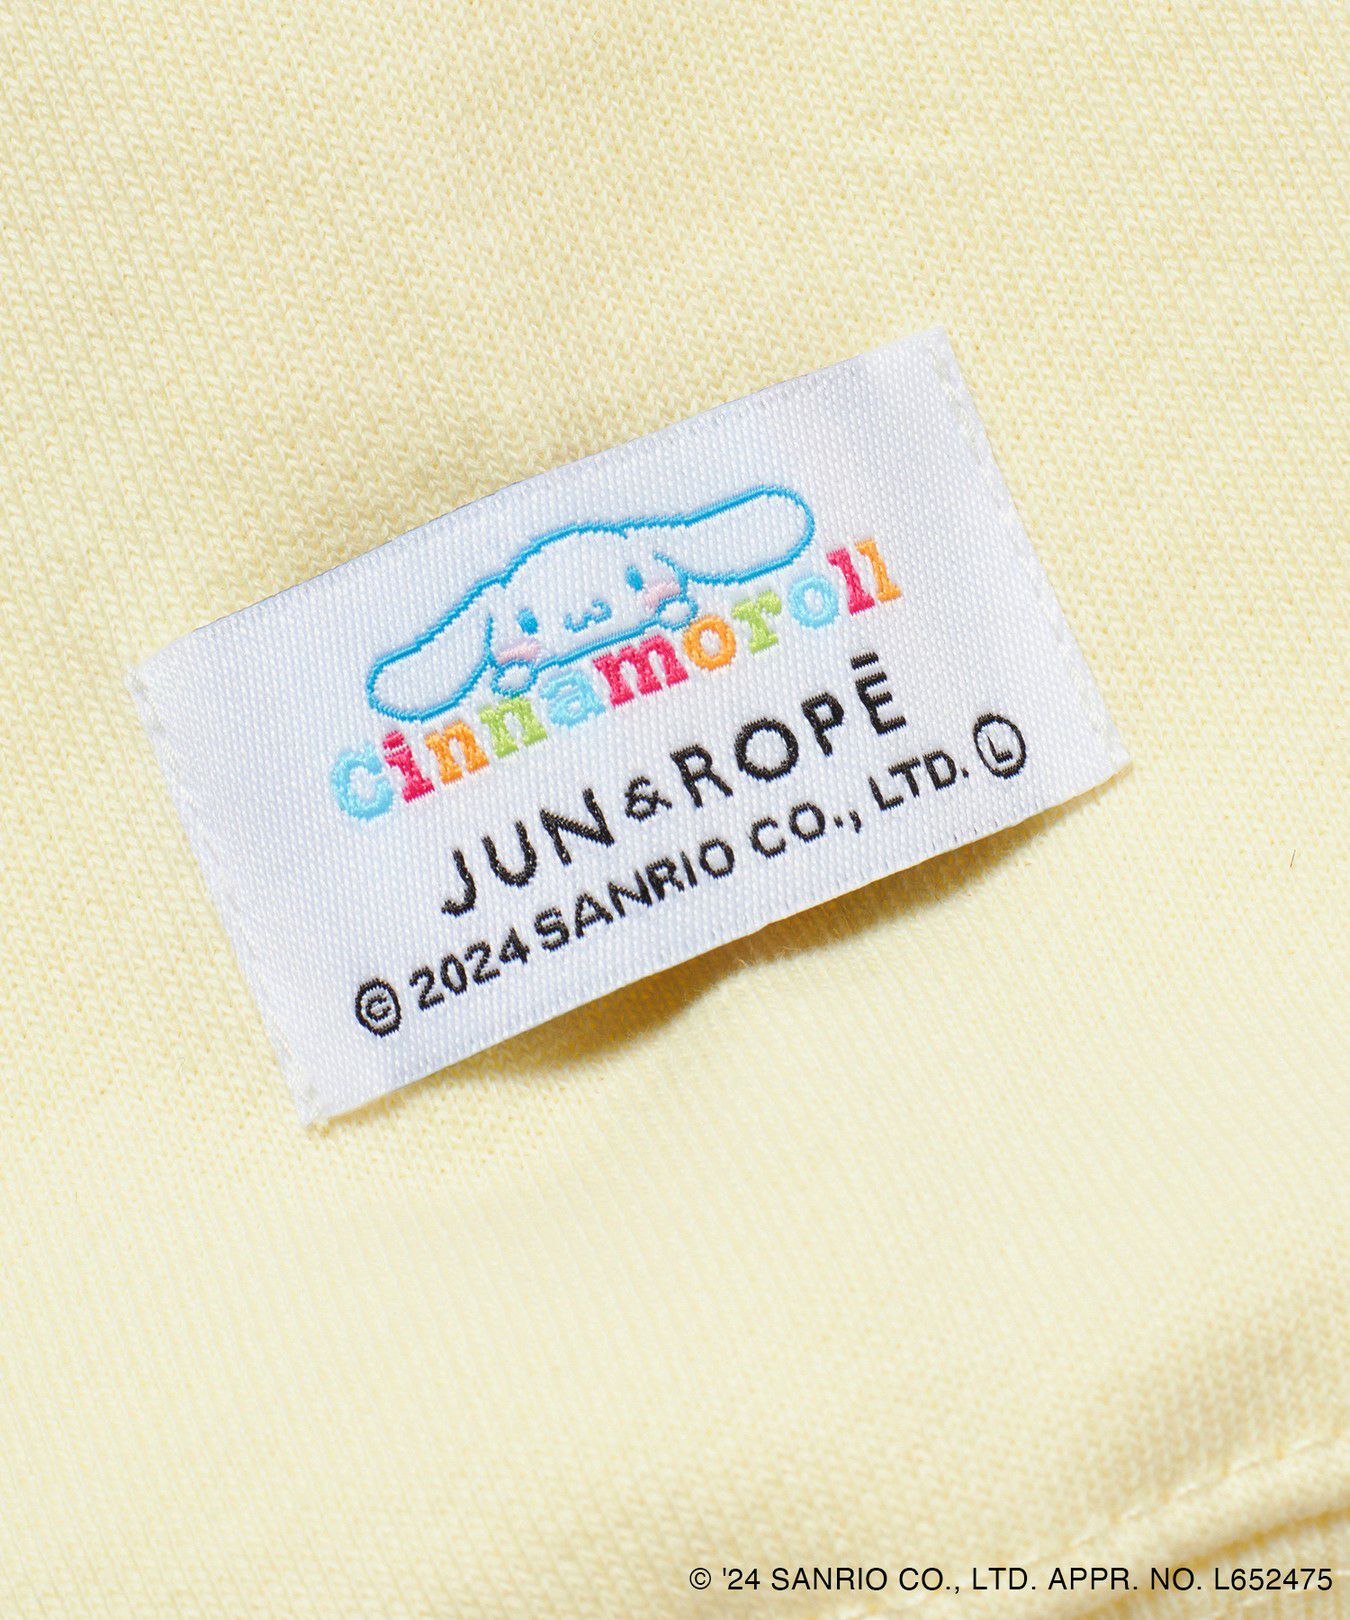 cinnamoroll
JUN & ROPÉ
© 2024 SANRIO CO., LTD. Ⓛ
© '24 SANRIO CO., LTD. APPR. NO. L652475